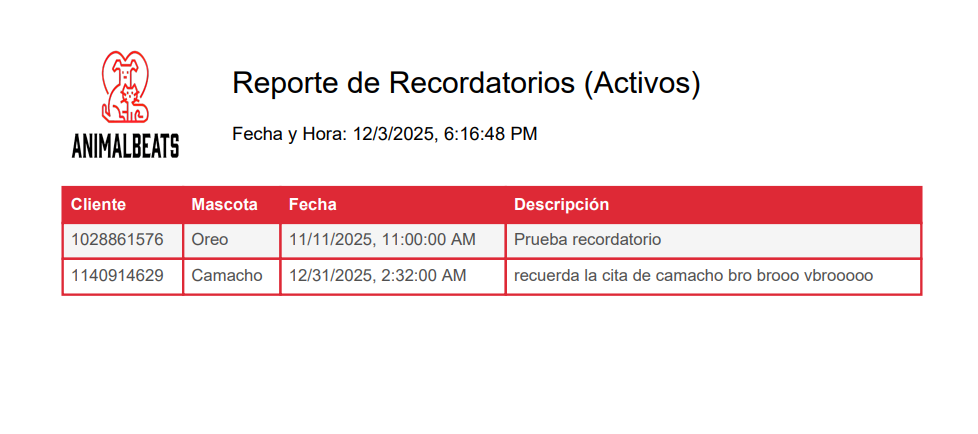 ANIMALBEATS
Reporte de Recordatorios (Activos)
Fecha y Hora: 12/3/2025, 6:16:48 PM
Cliente Mascota Fecha Descripción
1028861576 Oreo 11/11/2025, 11:00:00 AM Prueba recordatorio
1140914629 Camacho 12/31/2025, 2:32:00 AM recuerda la cita de camacho bro brooo vbrooooo